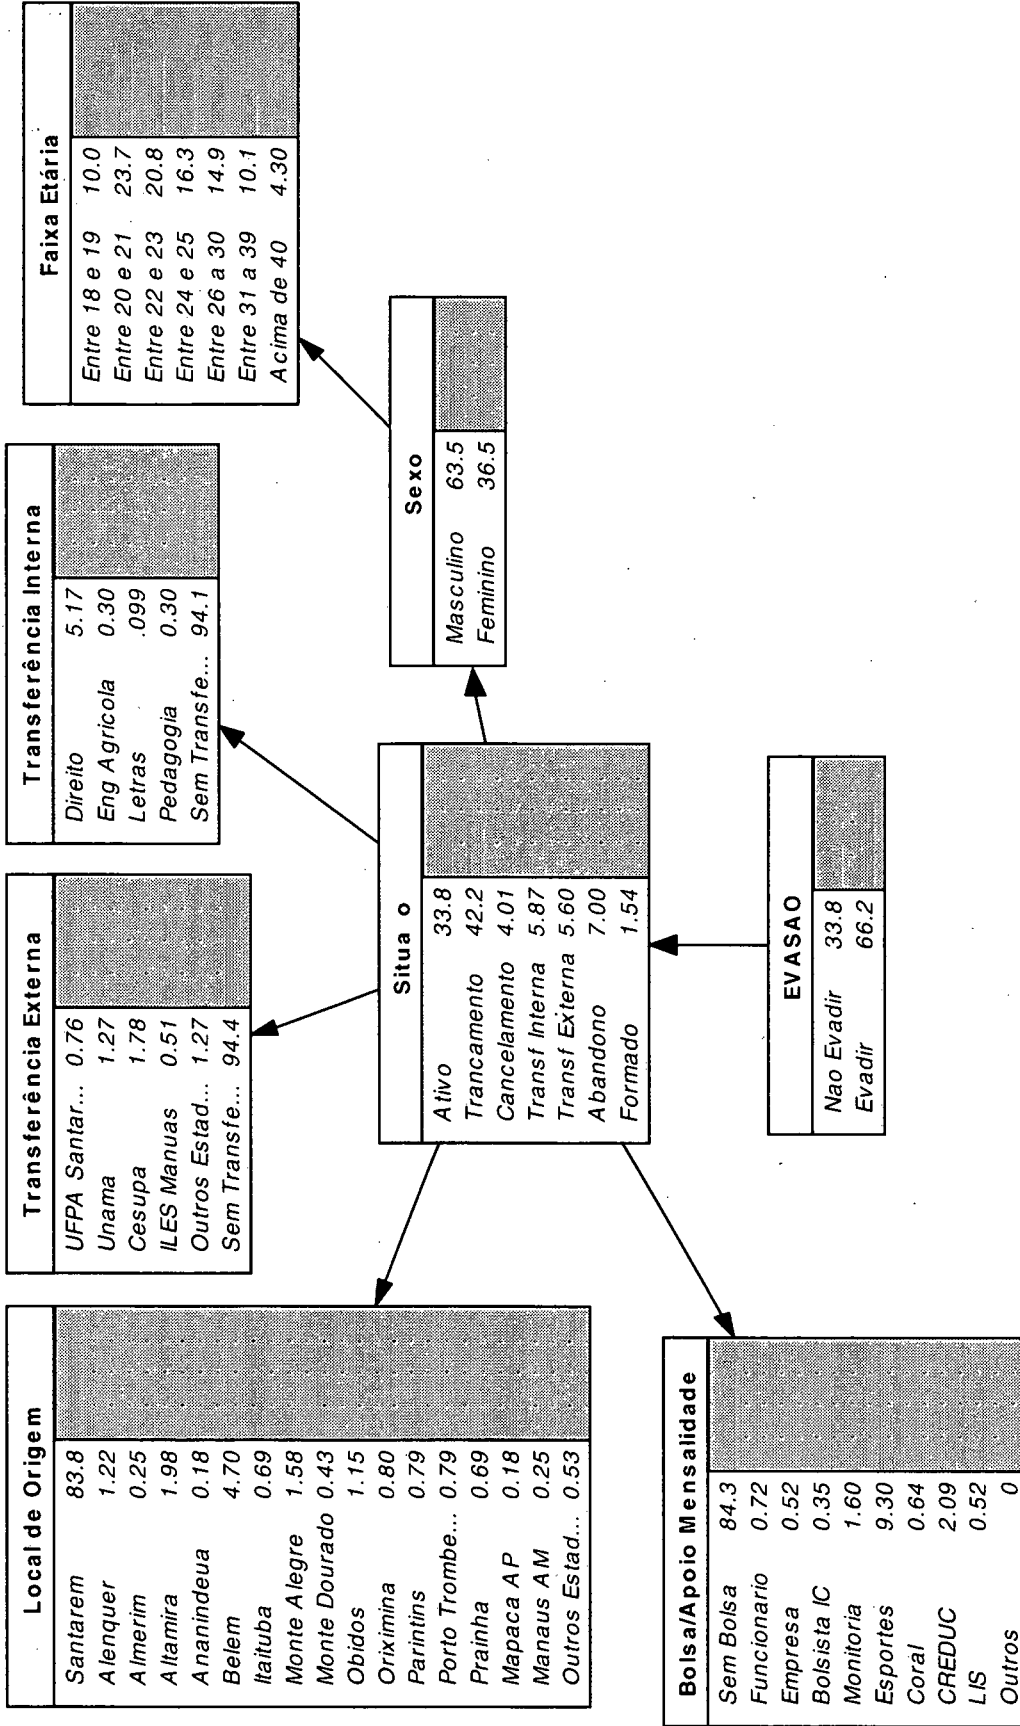 Local de Origem
Santarem 83.8
Alenquer 1.22
Almerim 0.25
Altamira 1.98
Ananindeua 0.18
Belem 4.70
Itaituba 0.69
Monte Alegre 1.58
Monte Dourado 0.43
Obidos 1.15
Oriximina 0.80
Parintins 0.79
Porto Trombe... 0.79
Prainha 0.69
Mapaca AP 0.18
Manaus AM 0.25
Outros Estad... 0.53
Transferência Externa
UFPA Santar... 0.76
Unama 1.27
Cesupa 1.78
ILES Manuas 0.51
Outros Estad... 1.27
Sem Transfe... 94.4
Transferência Interna
Direito 5.17
Eng Agricola 0.30
Letras .099
Pedagogia 0.30
Sem Transfe... 94.1
Faixa Etária
Entre 18 e 19 10.0
Entre 20 e 21 23.7
Entre 22 e 23 20.8
Entre 24 e 25 16.3
Entre 26 a 30 14.9
Entre 31 a 39 10.1
Acima de 40 4.30
Situa o
Ativo 33.8
Trancamento 42.2
Cancelamento 4.01
Transf Interna 5.87
Transf Externa 5.60
Abandono 7.00
Formado 1.54
Sexo
Masculino 63.5
Feminino 36.5
Bolsa/Apoio Mensalidade
Sem Bolsa 84.3
Funcionario 0.72
Empresa 0.52
Bolsista IC 0.35
Monitoria 1.60
Esportes 9.30
Coral 0.64
CREDUC 2.09
LIS 0.52
Outros 0
EVASAO
Nao Evadir 33.8
Evadir 66.2